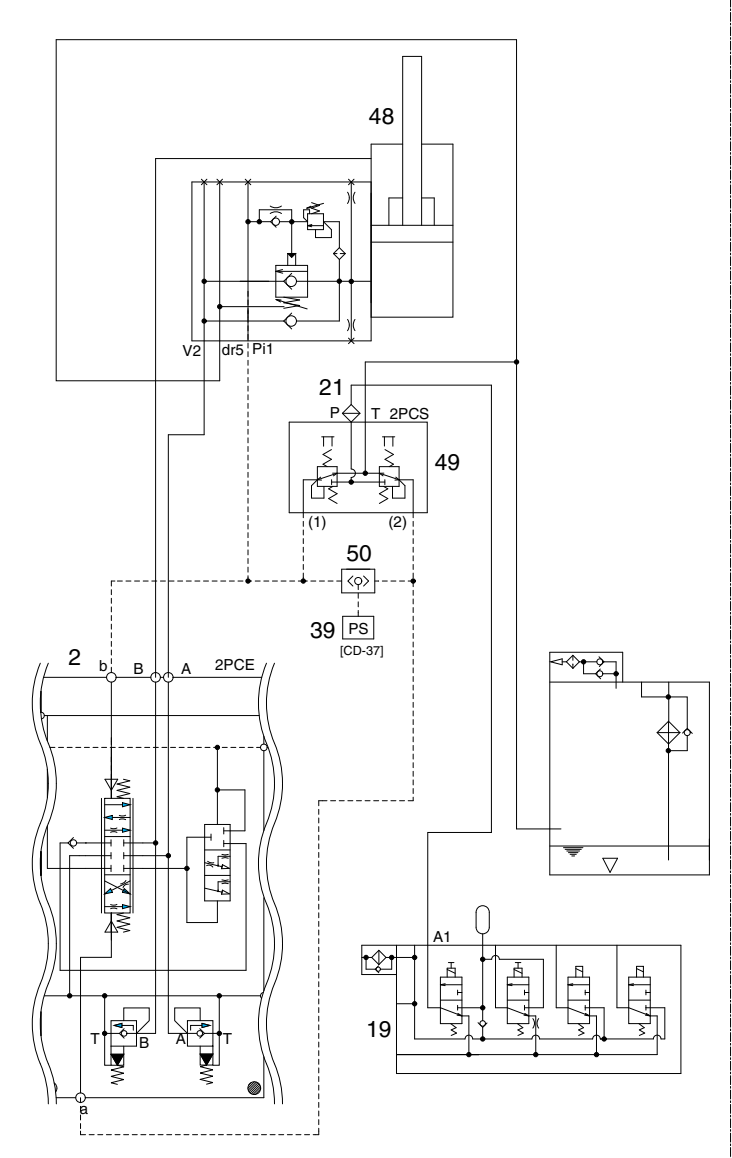 48
V2 dr5 Pi1
21
P T 2PCS
49
(1) (2)
50
39 PS
[CD-37]
2
b B A 2PCE
A1
19
T B A T
a